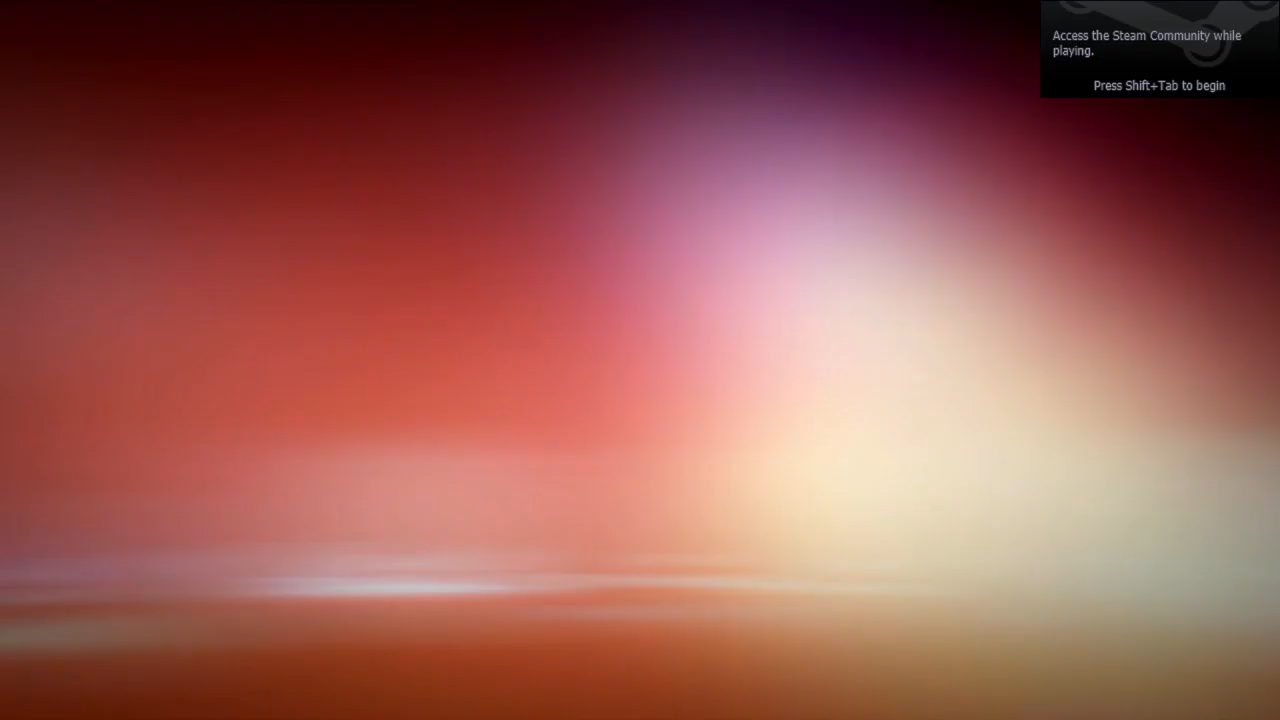 Access the Steam Community while
playing.
Press Shift+Tab to begin